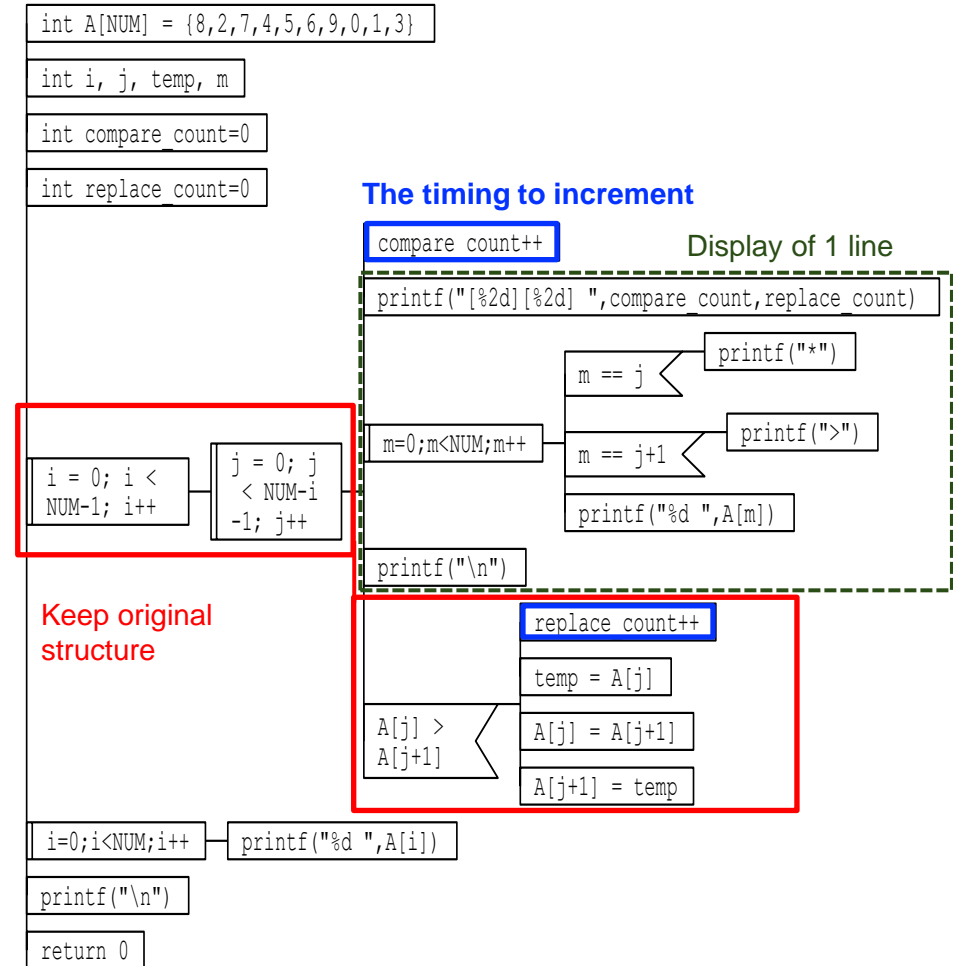 int A[NUM] = {8,2,7,4,5,6,9,0,1,3}
int i, j, temp, m
int compare_count=0
int replace_count=0
The timing to increment
compare_count++
Display of 1 line
printf("[%2d][%2d] ",compare_count,replace_count)
printf("*")
m == j
printf(">")
m=0;m<NUM;m++
m == j+1
i = 0; i <
NUM-1; i++
j = 0; j
< NUM-i
-1; j++
printf("%d ",A[m])
printf("\n")
Keep original
structure
replace_count++
temp = A[j]
A[j] >
A[j+1]
A[j] = A[j+1]
A[j+1] = temp
i=0;i<NUM;i++
printf("%d ",A[i])
printf("\n")
return 0